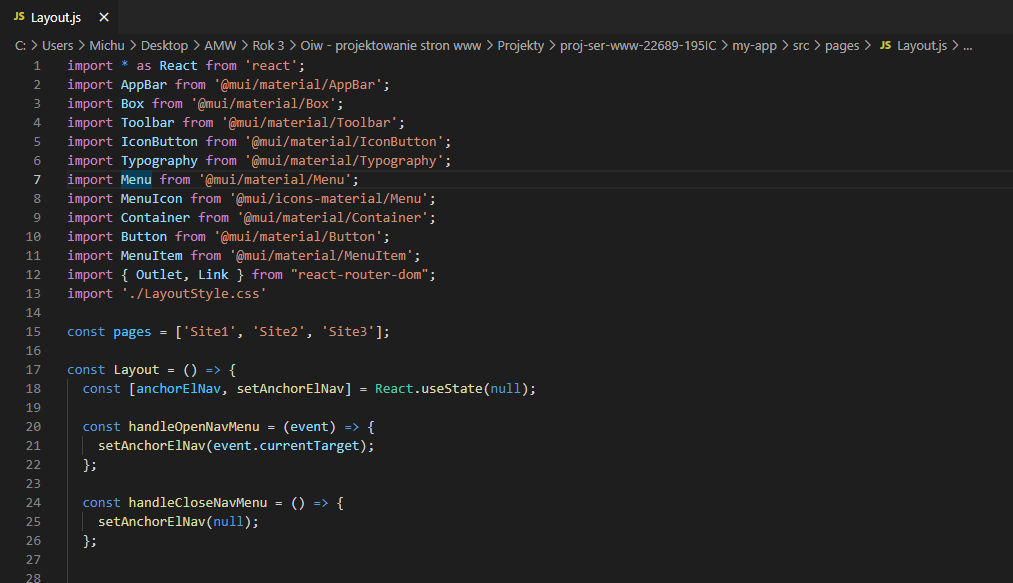 JS Layout.js ×
C: > Users > Michu > Desktop > AMW > Rok 3 > Oiw - projektowanie stron www > Projekty > proj-ser-www-22689-195IC > my-app > src > pages > JS Layout.js > ...
1 import * as React from 'react';
2 import AppBar from '@mui/material/AppBar';
3 import Box from '@mui/material/Box';
4 import Toolbar from '@mui/material/Toolbar';
5 import IconButton from '@mui/material/IconButton';
6 import Typography from '@mui/material/Typography';
7 import Menu from '@mui/material/Menu';
8 import MenuIcon from '@mui/icons-material/Menu';
9 import Container from '@mui/material/Container';
10 import Button from '@mui/material/Button';
11 import MenuItem from '@mui/material/MenuItem';
12 import { Outlet, Link } from "react-router-dom";
13 import './LayoutStyle.css'
14
15 const pages = ['Site1', 'Site2', 'Site3'];
16
17 const Layout = () => {
18   const [anchorElNav, setAnchorElNav] = React.useState(null);
19
20   const handleOpenNavMenu = (event) => {
21     setAnchorElNav(event.currentTarget);
22   };
23
24   const handleCloseNavMenu = () => {
25     setAnchorElNav(null);
26   };
27
28